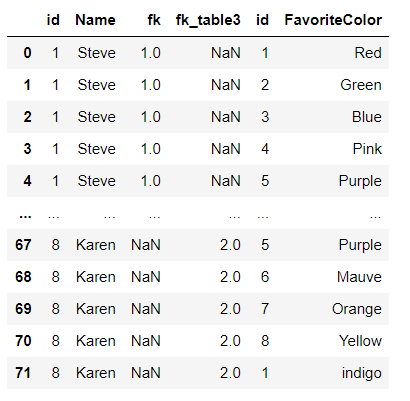 id Name fk fk_table3 id FavoriteColor
0 1 Steve 1.0 NaN 1 Red
1 1 Steve 1.0 NaN 2 Green
2 1 Steve 1.0 NaN 3 Blue
3 1 Steve 1.0 NaN 4 Pink
4 1 Steve 1.0 NaN 5 Purple
... ... ... ... ... ... ...
67 8 Karen NaN 2.0 5 Purple
68 8 Karen NaN 2.0 6 Mauve
69 8 Karen NaN 2.0 7 Orange
70 8 Karen NaN 2.0 8 Yellow
71 8 Karen NaN 2.0 1 indigo